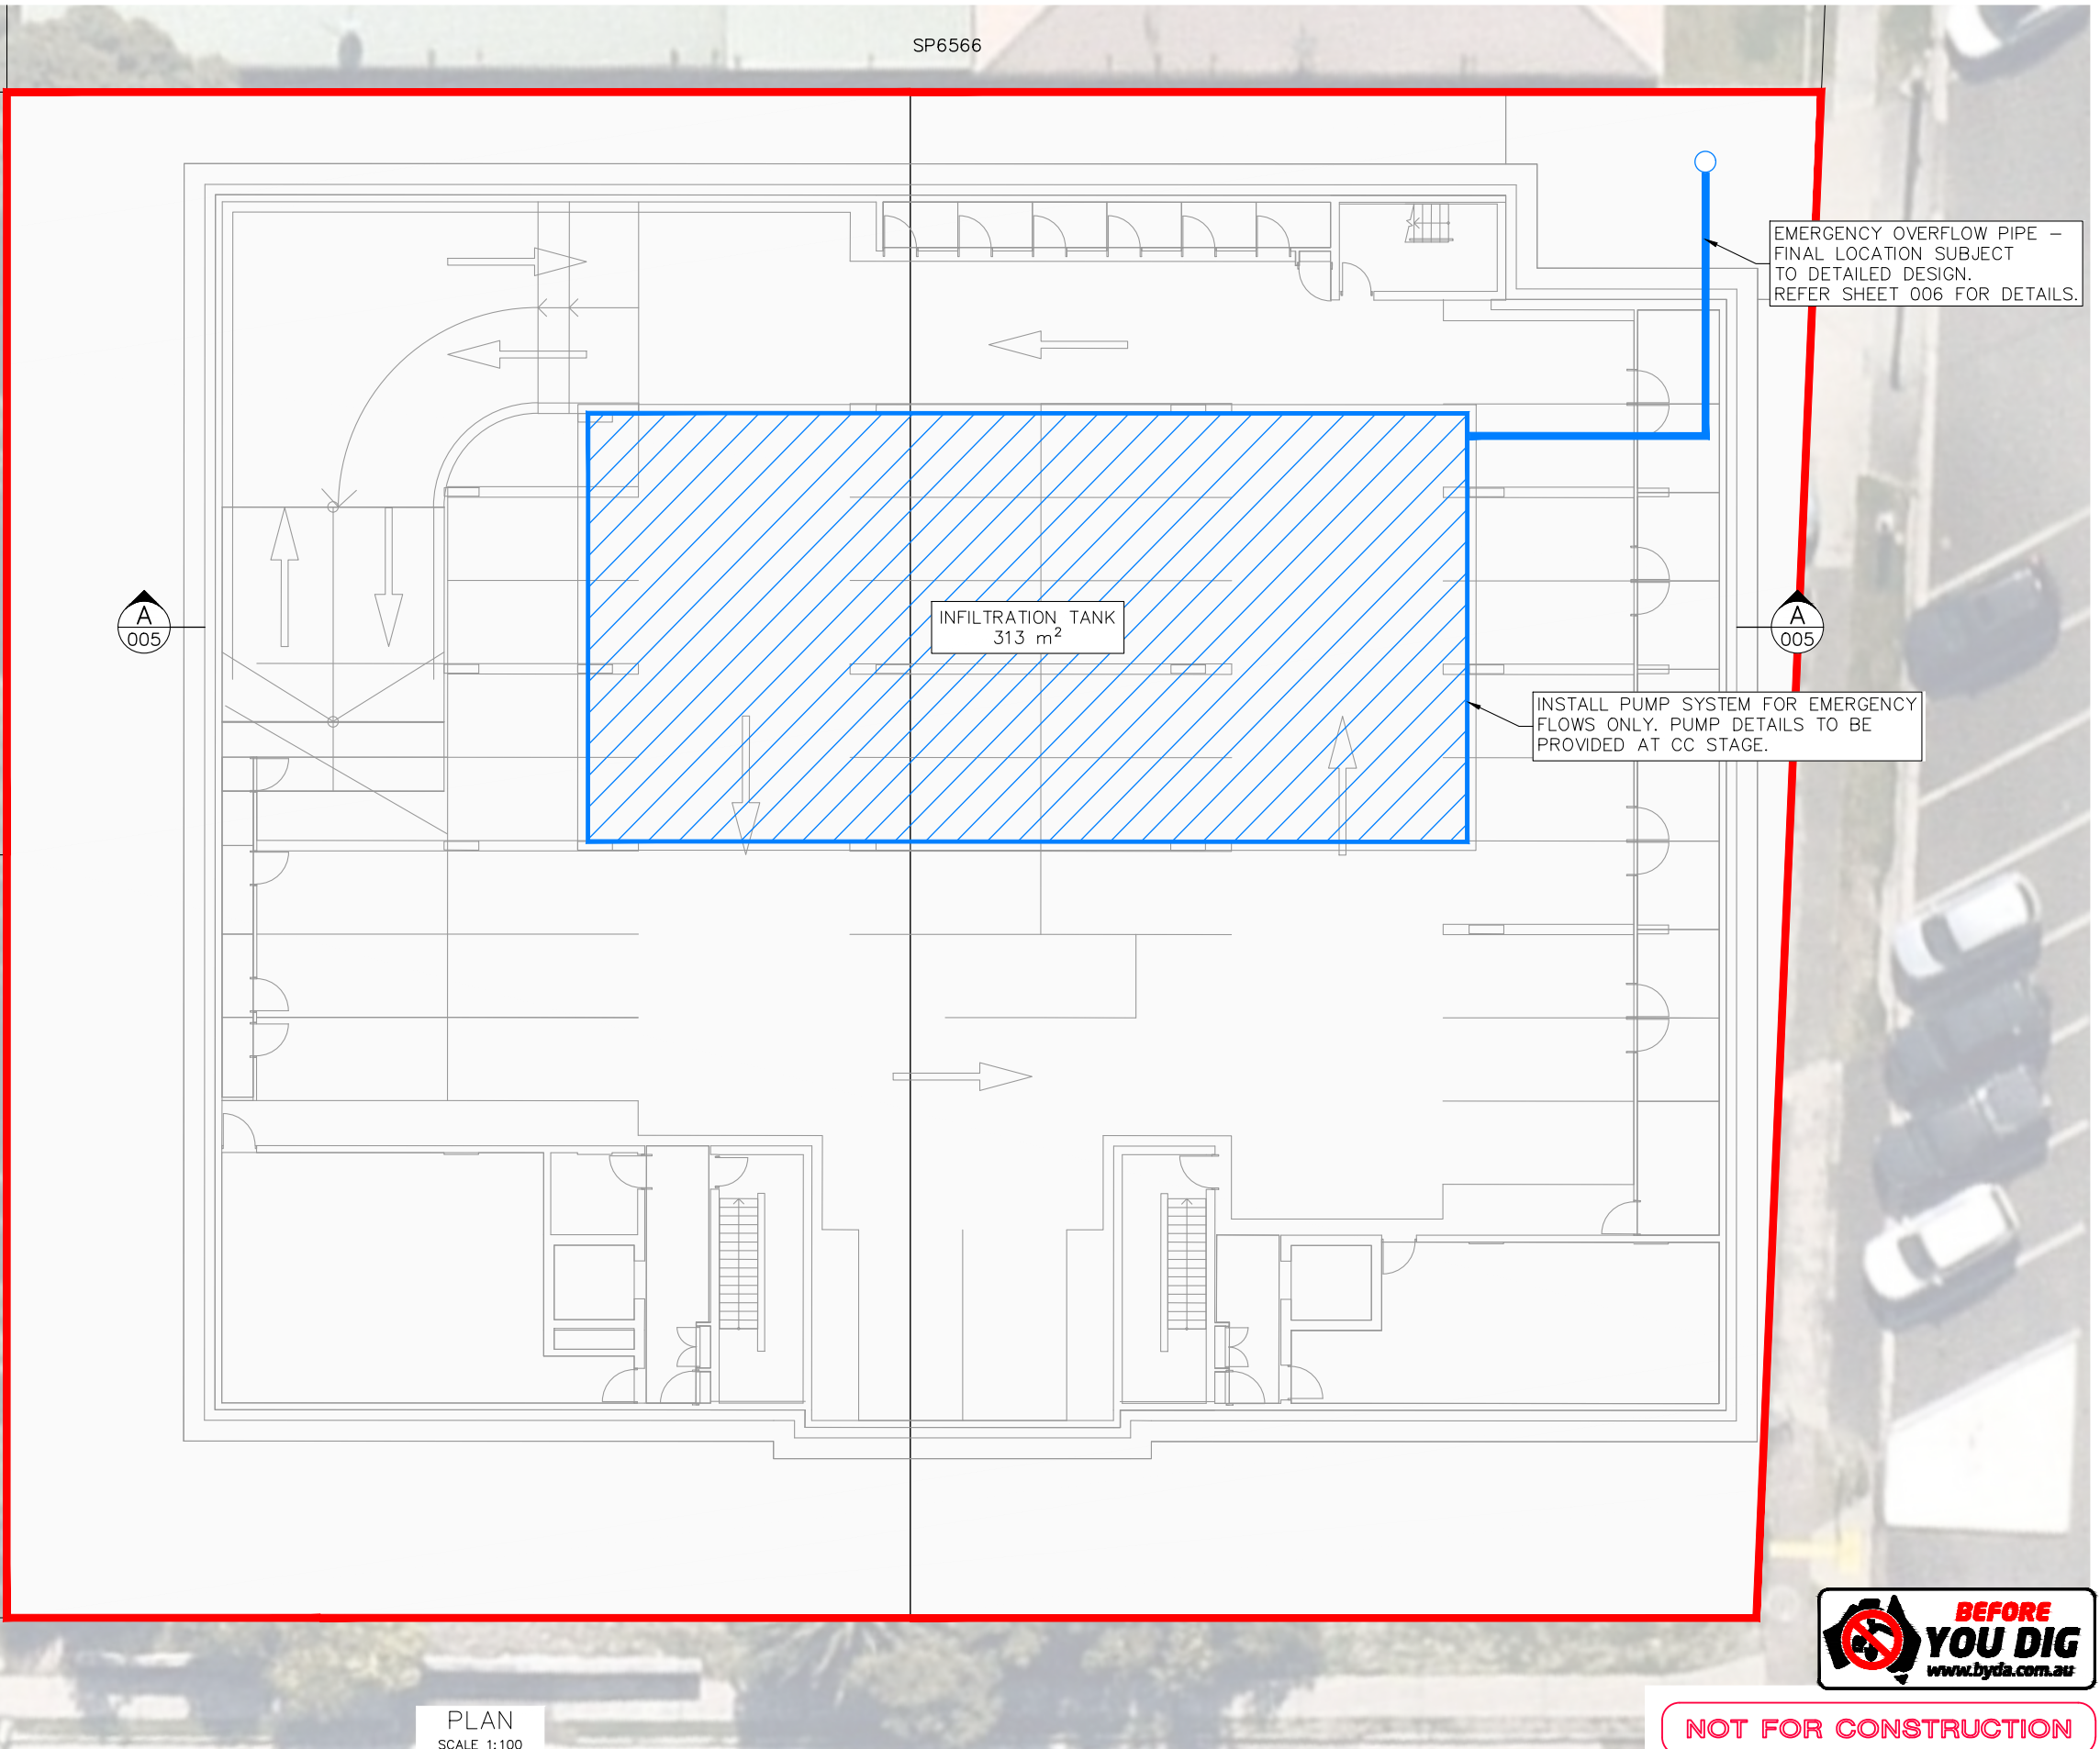 SP6566
EMERGENCY OVERFLOW PIPE –
FINAL LOCATION SUBJECT
TO DETAILED DESIGN.
REFER SHEET 006 FOR DETAILS.
A
005
INFILTRATION TANK
313 m²
A
005
INSTALL PUMP SYSTEM FOR EMERGENCY
FLOWS ONLY. PUMP DETAILS TO BE
PROVIDED AT CC STAGE.
BEFORE
YOU DIG
www.byda.com.au
PLAN
SCALE 1:100
NOT FOR CONSTRUCTION